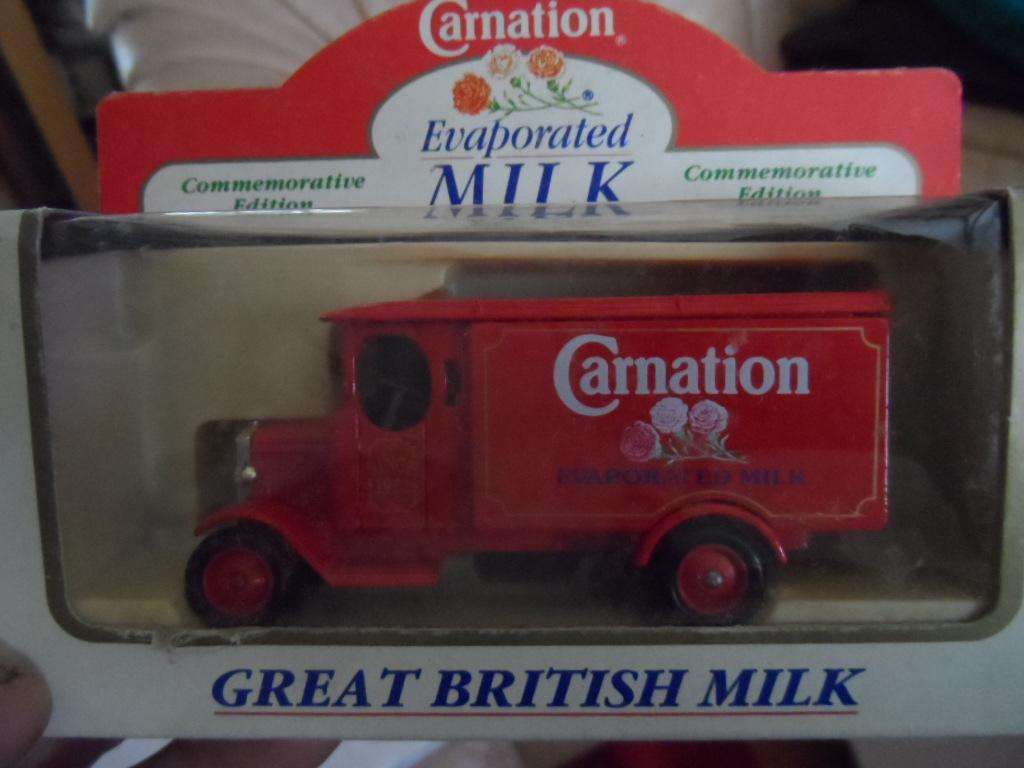 Carnation®
®
Evaporated
MILK
Commemorative
Edition
Commemorative
Edition
Carnation
EVAPORATED MILK
GREAT BRITISH MILK